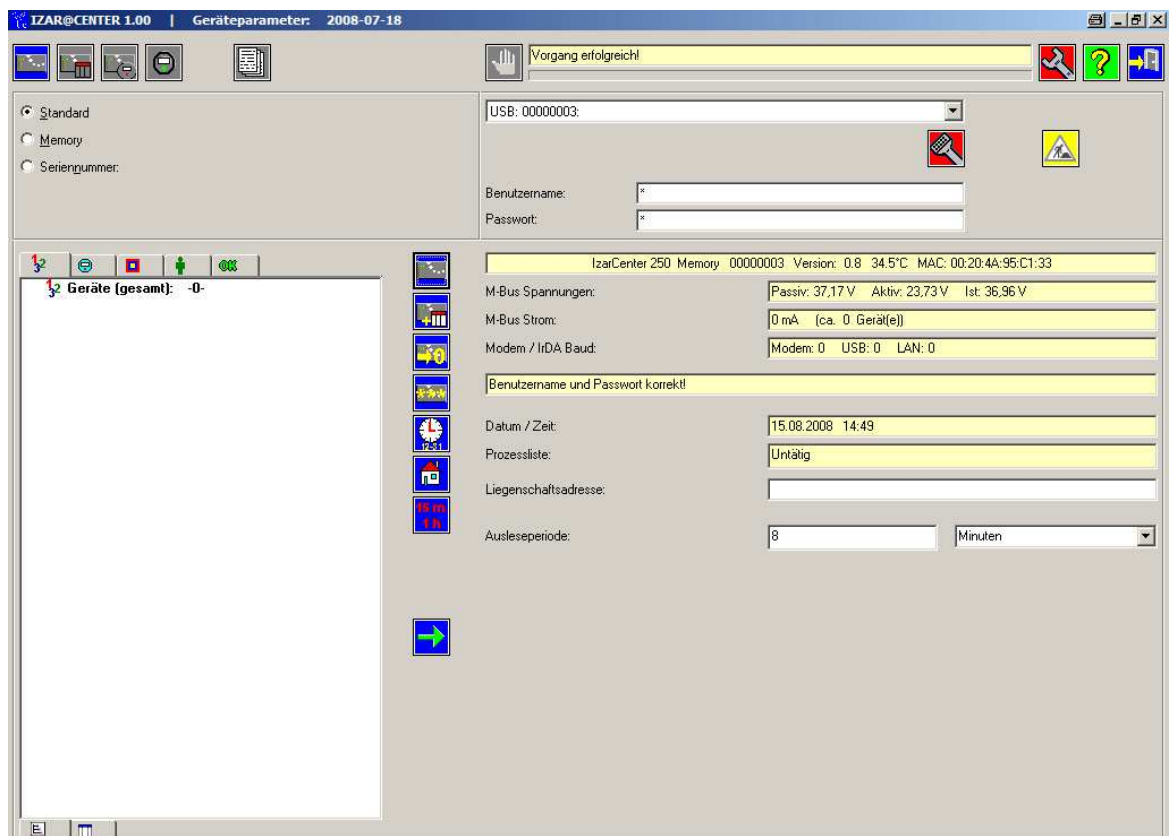 IZAR@CENTER 1.00 | Geräteparameter: 2008-07-18
Vorgang erfolgreich!
Standard
Memory
Seriennummer:
USB: 00000003:
Benutzername: *
Passwort: *
Geräte (gesamt): -0-
IzarCenter 250 Memory 00000003 Version: 0.8 34.5°C MAC: 00:20:4A:95:C1:33
M-Bus Spannungen: Passiv: 37,17 V Aktiv: 23,73 V Ist: 36,96 V
M-Bus Strom: 0 mA (ca. 0 Gerät(e))
Modem / IrDA Baud: Modem: 0 USB: 0 LAN: 0
Benutzername und Passwort korrekt!
Datum / Zeit: 15.08.2008 14:49
Prozessliste: Untätig
Liegenschaftsadresse:
15 m
1 h
Ausleseperiode: 8 Minuten